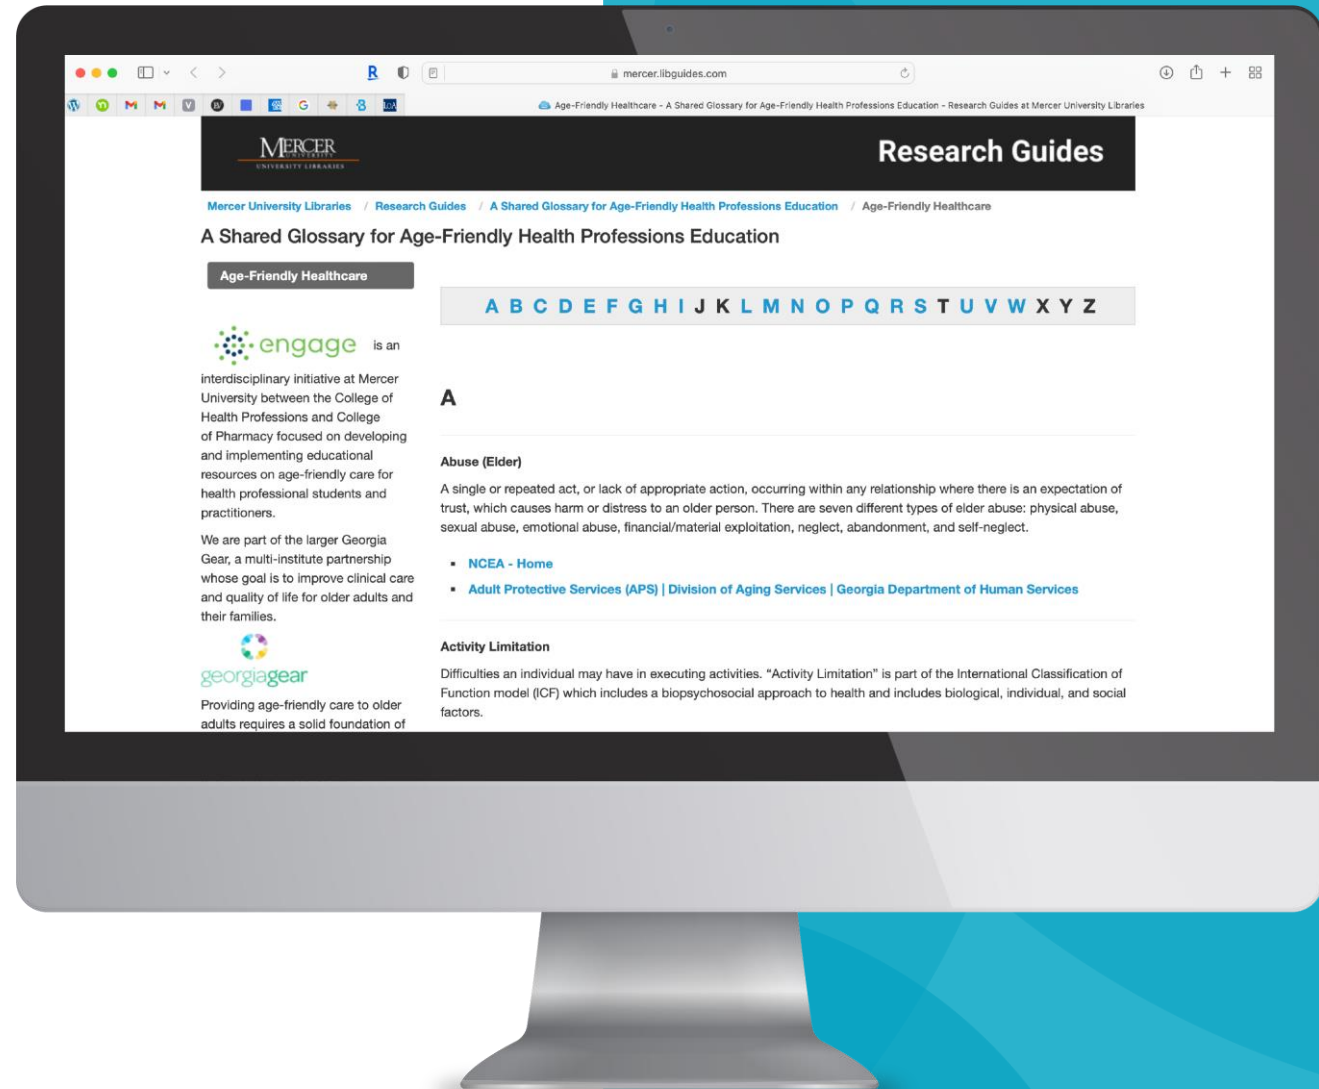 mercer.libguides.com
Age-Friendly Healthcare - A Shared Glossary for Age-Friendly Health Professions Education - Research Guides at Mercer University Libraries
MERCER
UNIVERSITY
UNIVERSITY LIBRARIES
Research Guides
Mercer University Libraries / Research Guides / A Shared Glossary for Age-Friendly Health Professions Education / Age-Friendly Healthcare
A Shared Glossary for Age-Friendly Health Professions Education
Age-Friendly Healthcare
A B C D E F G H I J K L M N O P Q R S T U V W X Y Z
engage is an
interdisciplinary initiative at Mercer
University between the College of
Health Professions and College
of Pharmacy focused on developing
and implementing educational
resources on age-friendly care for
health professional students and
practitioners.
We are part of the larger Georgia
Gear, a multi-institute partnership
whose goal is to improve clinical care
and quality of life for older adults and
their families.
georgiagear
Providing age-friendly care to older
adults requires a solid foundation of
A
Abuse (Elder)
A single or repeated act, or lack of appropriate action, occurring within any relationship where there is an expectation of
trust, which causes harm or distress to an older person. There are seven different types of elder abuse: physical abuse,
sexual abuse, emotional abuse, financial/material exploitation, neglect, abandonment, and self-neglect.
▪ NCEA - Home
▪ Adult Protective Services (APS) | Division of Aging Services | Georgia Department of Human Services
Activity Limitation
Difficulties an individual may have in executing activities. “Activity Limitation” is part of the International Classification of
Function model (ICF) which includes a biopsychosocial approach to health and includes biological, individual, and social
factors.